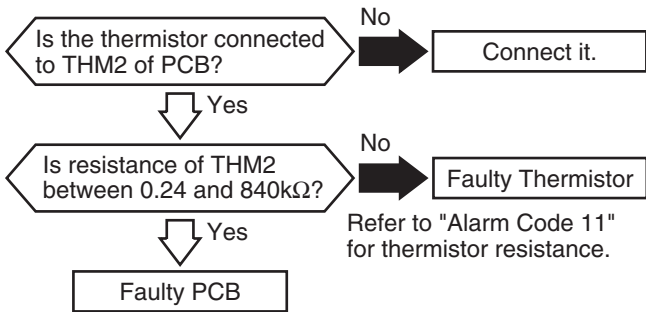 Is the thermistor connected
to THM2 of PCB?
No
Connect it.
Yes
Is resistance of THM2
between 0.24 and 840kΩ?
No
Faulty Thermistor
Refer to "Alarm Code 11"
for thermistor resistance.
Yes
Faulty PCB